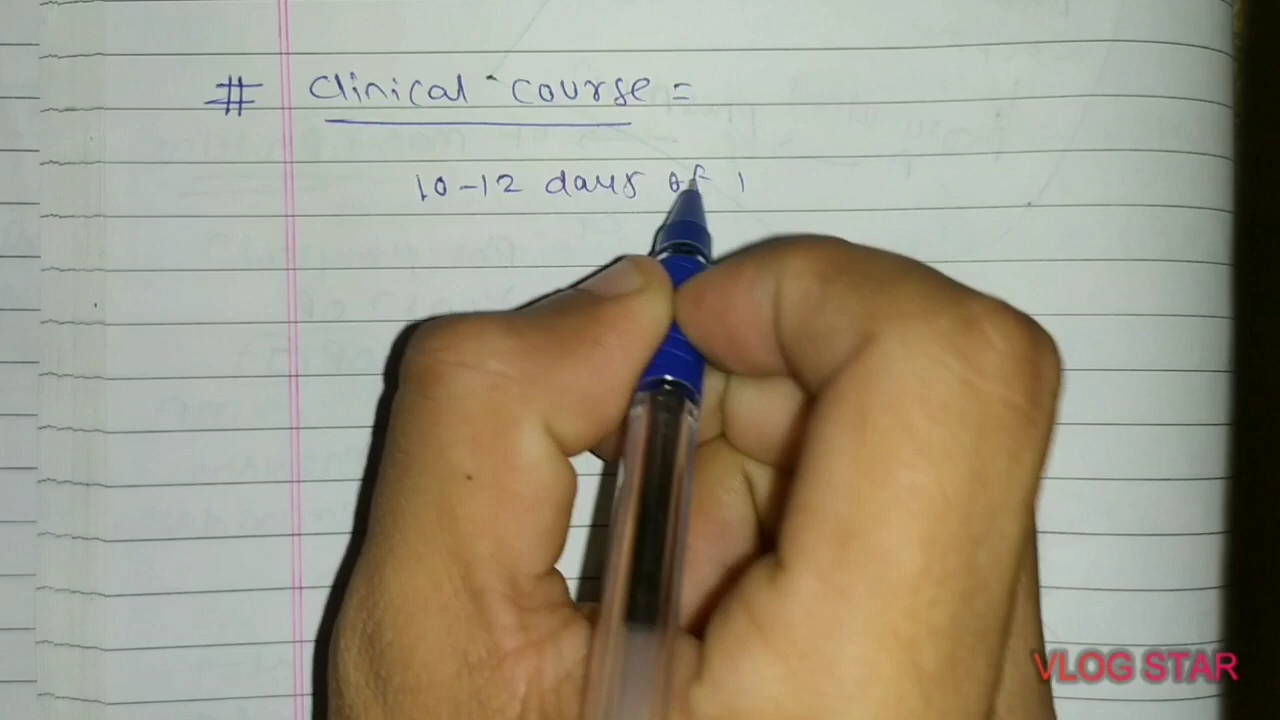 # Clinical course =
10-12 days of
VLOG STAR